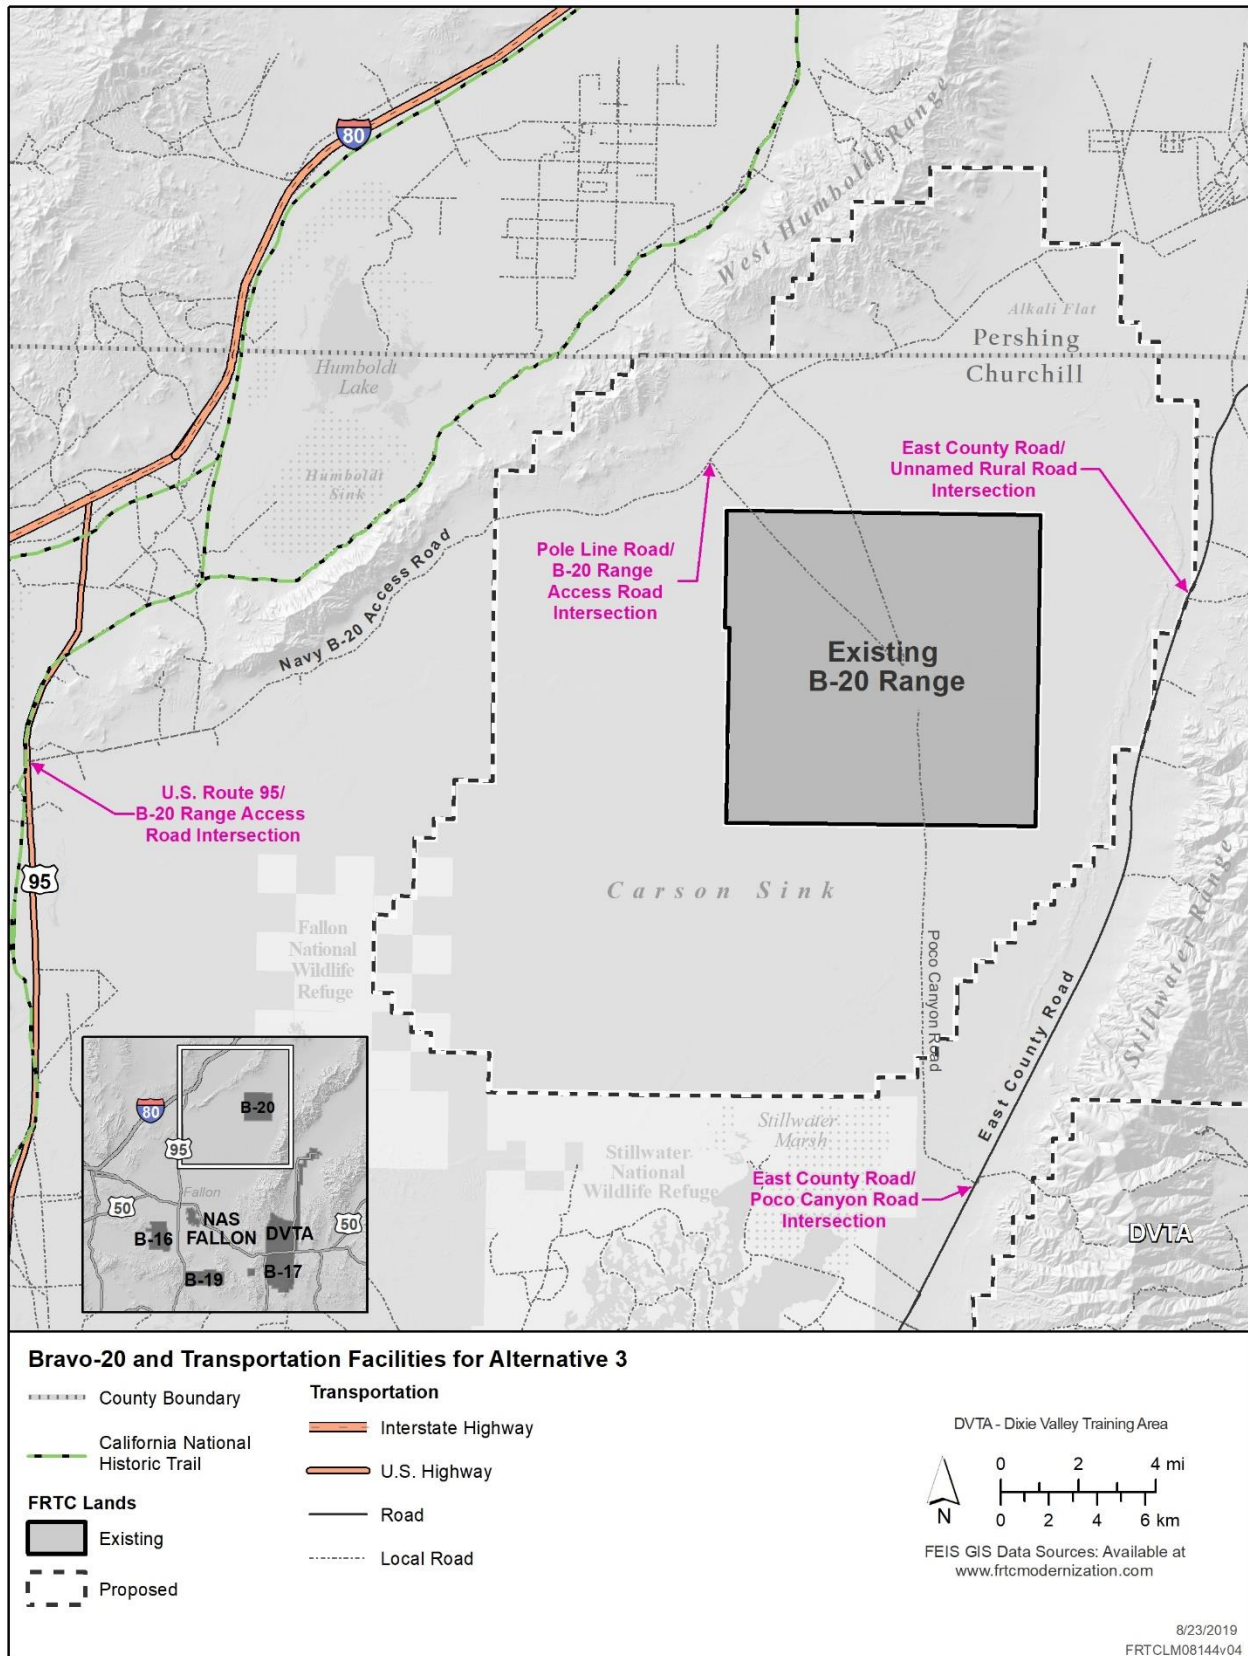 80
West Humboldt Range
Alkali Flat
Pershing
Churchill
Humboldt
Lake
Humboldt
Sink
East County Road/
Unnamed Rural Road
Intersection
Pole Line Road/
B-20 Range
Access Road
Intersection
Navy B-20 Access Road
Existing
B-20 Range
U.S. Route 95/
B-20 Range Access
Road Intersection
95
Carson Sink
Fallon
National
Wildlife
Refuge
Poco Canyon Road
East County Road
Stillwater Range
Stillwater
Marsh
Stillwater
National
Wildlife Refuge
East County Road/
Poco Canyon Road
Intersection
DVTA
80
B-20
95
Fallon
50
NAS
FALLON
50
B-16
DVTA
B-19
B-17
Bravo-20 and Transportation Facilities for Alternative 3
County Boundary
California National
Historic Trail
FRTC Lands
Existing
Proposed
Transportation
Interstate Highway
U.S. Highway
Road
Local Road
DVTA - Dixie Valley Training Area
0 2 4 mi
N
0 2 4 6 km
FEIS GIS Data Sources: Available at
www.frtcmodernization.com
8/23/2019
FRTCLM08144v04